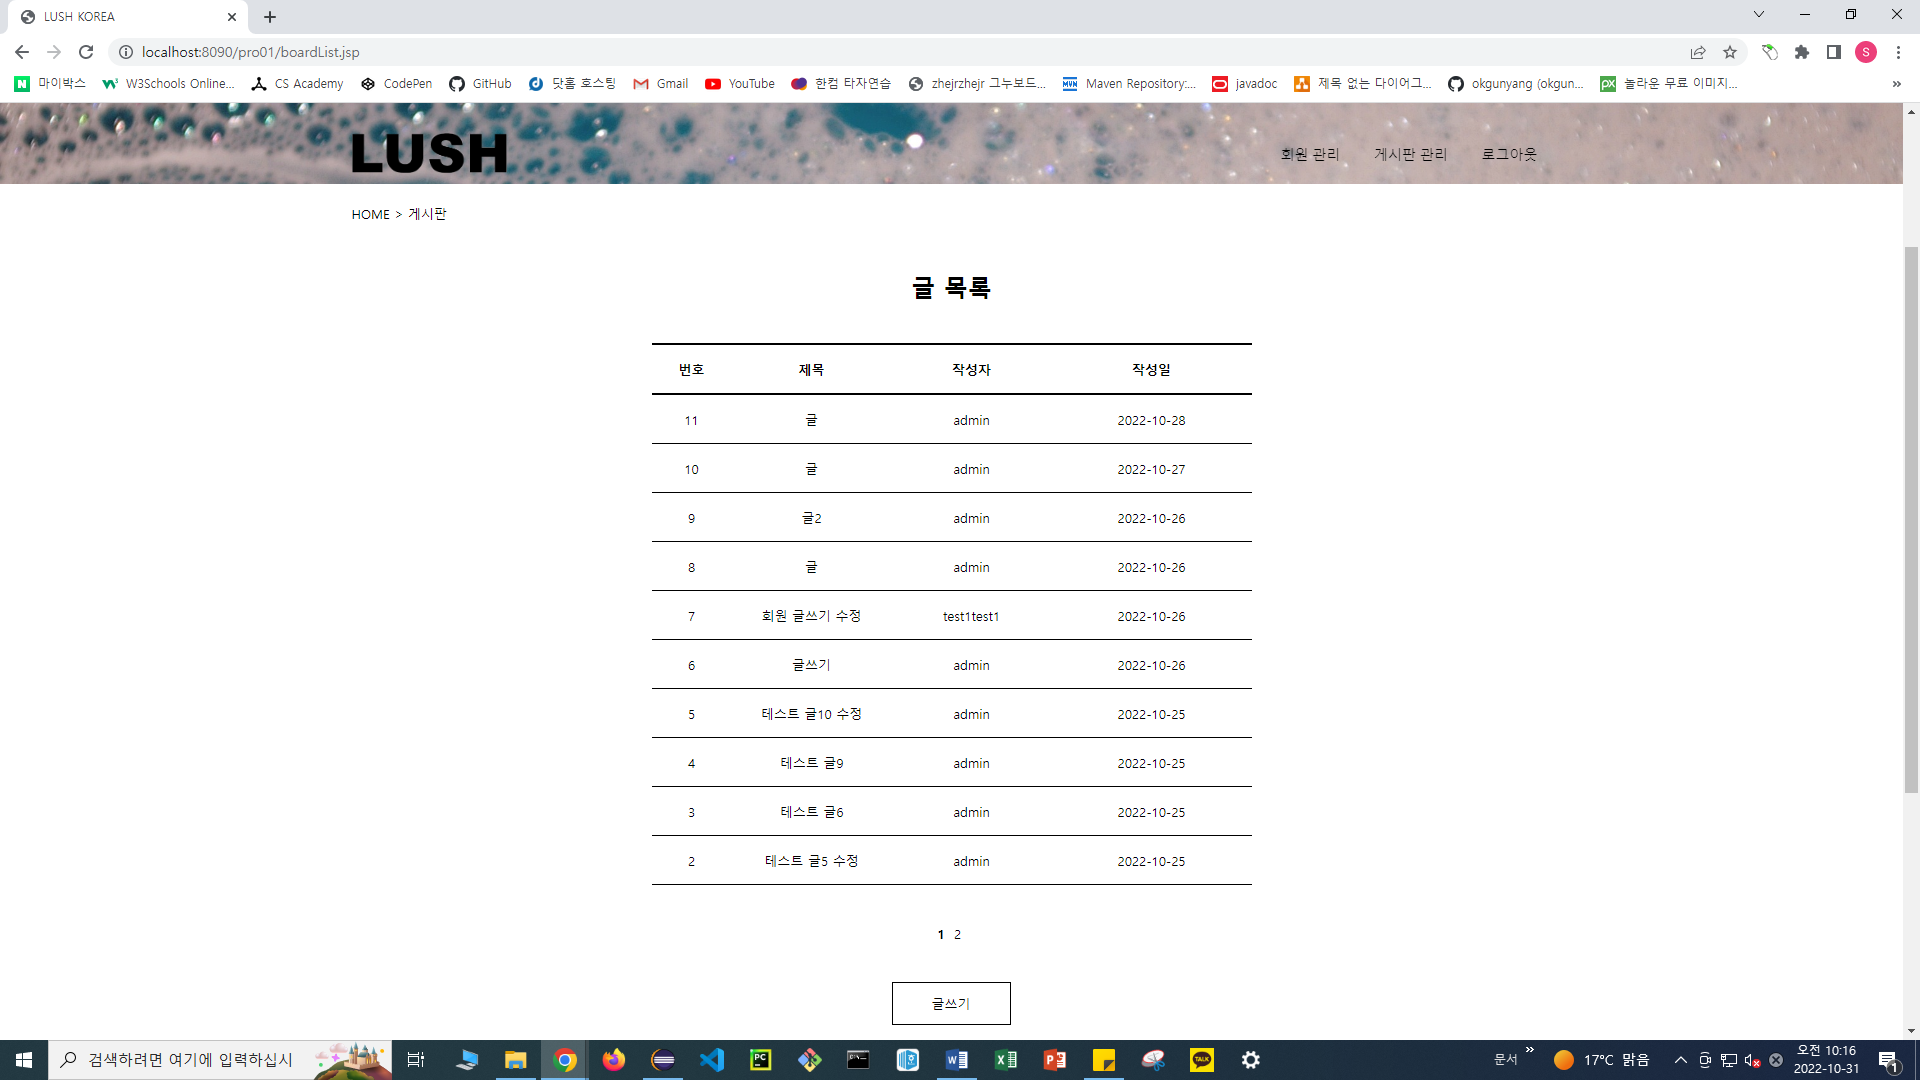 LUSH KOREA
localhost:8090/pro01/boardList.jsp
S
마이박스 W3Schools Online... CS Academy CodePen GitHub 닷홈 호스팅 Gmail YouTube 한컴 타자연습 zhejrzhejr 그누보드... Maven Repository:... javadoc 제목 없는 다이어그... okgunyang (okgun... 놀라운 무료 이미지... »
LUSH
회원 관리 게시판 관리 로그아웃
HOME > 게시판
글 목록
번호 제목 작성자 작성일
11 글 admin 2022-10-28
10 글 admin 2022-10-27
9 글2 admin 2022-10-26
8 글 admin 2022-10-26
7 회원 글쓰기 수정 test1test1 2022-10-26
6 글쓰기 admin 2022-10-26
5 테스트 글10 수정 admin 2022-10-25
4 테스트 글9 admin 2022-10-25
3 테스트 글6 admin 2022-10-25
2 테스트 글5 수정 admin 2022-10-25
1 2
글쓰기
검색하려면 여기에 입력하십시
문서 » 17°C 맑음
오전 10:16
2022-10-31
1